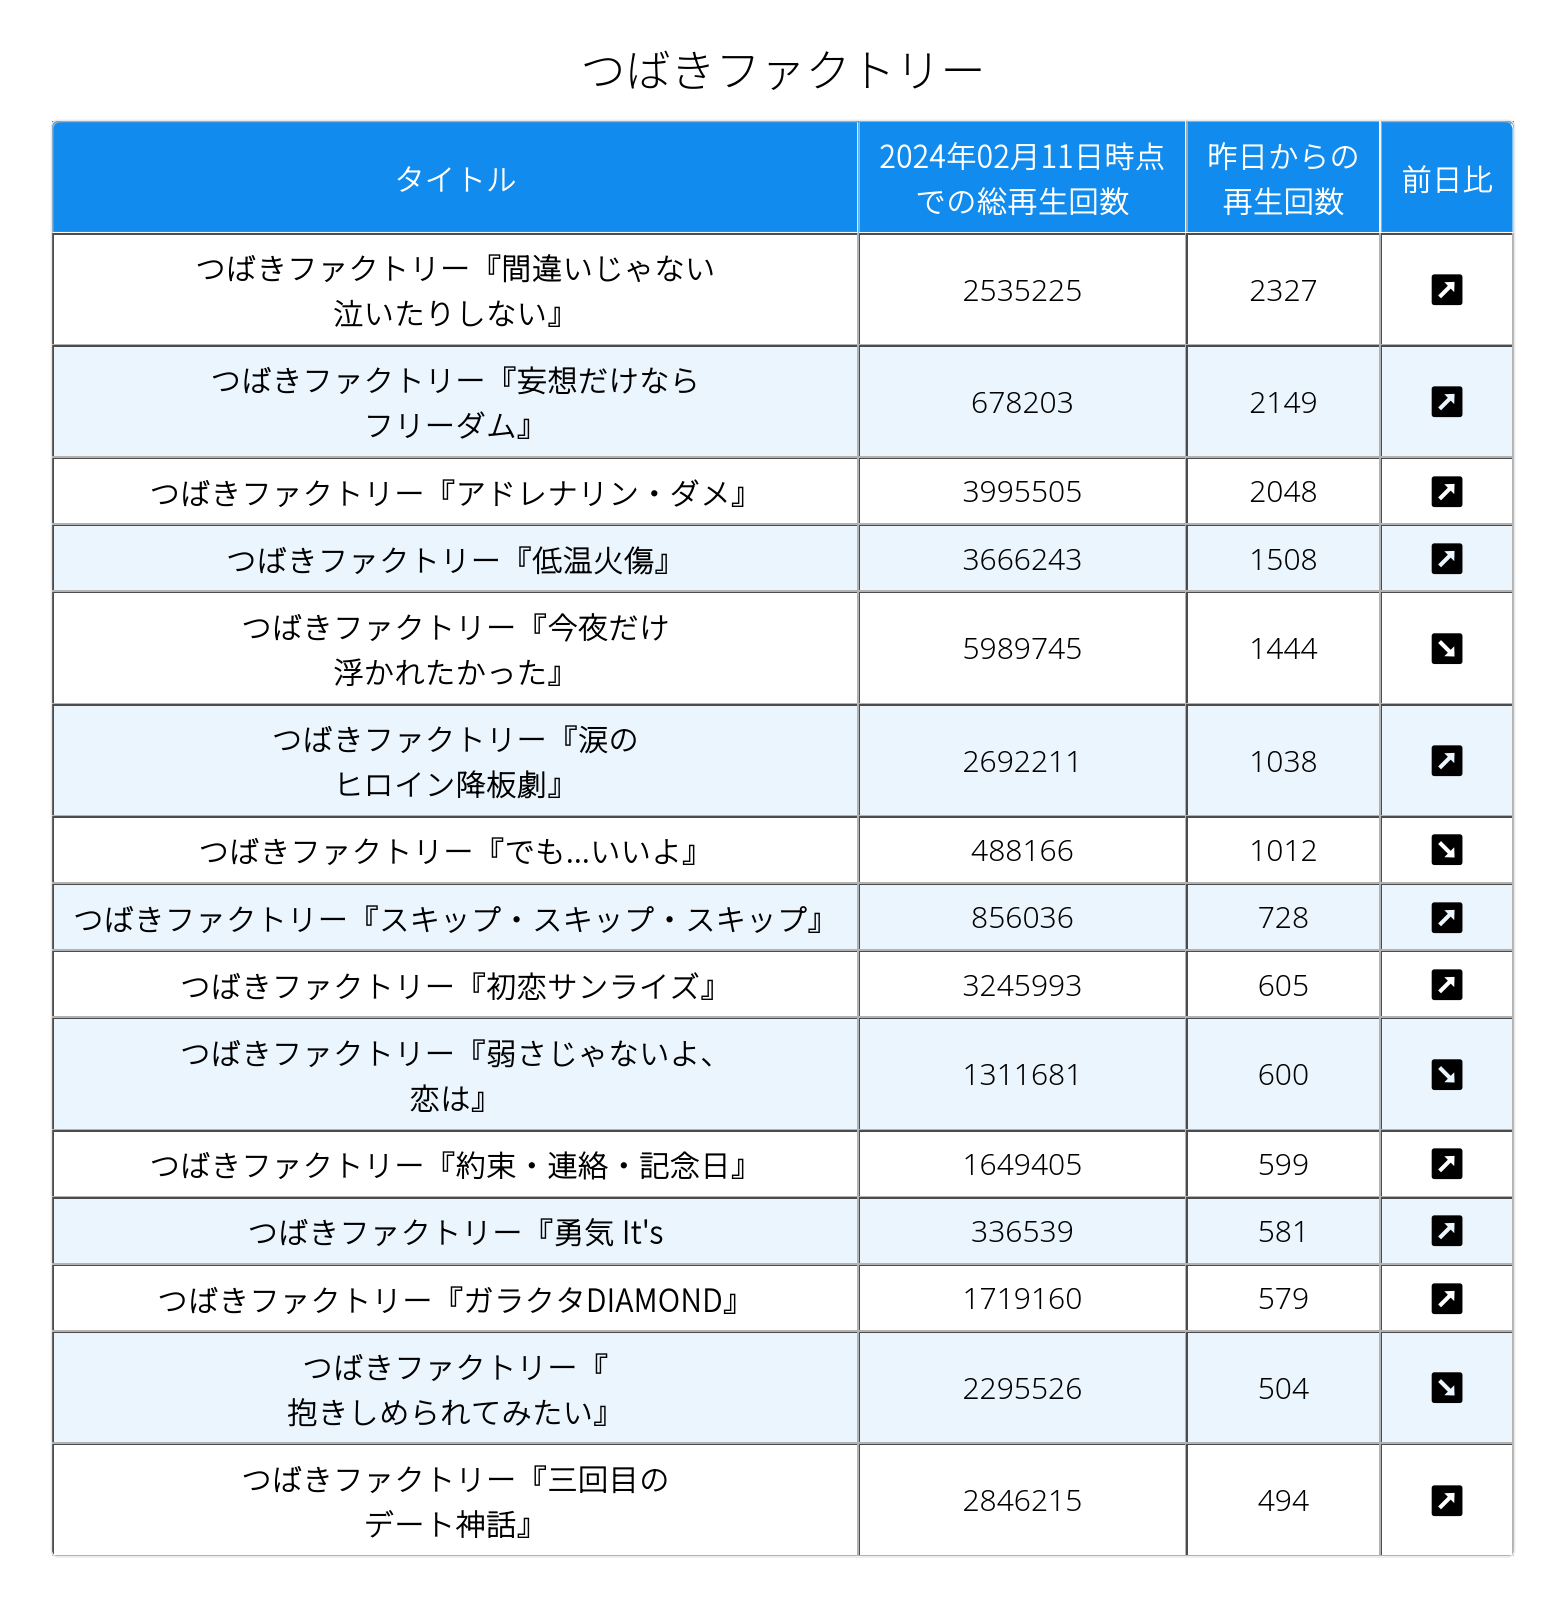 つばきファクトリー
タイトル
2024年02月11日時点
での総再生回数
昨日からの
再生回数
前日比
つばきファクトリー『間違いじゃない
泣いたりしない』
2535225
2327
つばきファクトリー『妄想だけなら
フリーダム』
678203
2149
つばきファクトリー『アドレナリン・ダメ』
3995505
2048
つばきファクトリー『低温火傷』
3666243
1508
つばきファクトリー『今夜だけ
浮かれたかった』
5989745
1444
つばきファクトリー『涙の
ヒロイン降板劇』
2692211
1038
つばきファクトリー『でも...いいよ』
488166
1012
つばきファクトリー『スキップ・スキップ・スキップ』
856036
728
つばきファクトリー『初恋サンライズ』
3245993
605
つばきファクトリー『弱さじゃないよ、
恋は』
1311681
600
つばきファクトリー『約束・連絡・記念日』
1649405
599
つばきファクトリー『勇気 It's
336539
581
つばきファクトリー『ガラクタDIAMOND』
1719160
579
つばきファクトリー『
抱きしめられてみたい』
2295526
504
つばきファクトリー『三回目の
デート神話』
2846215
494